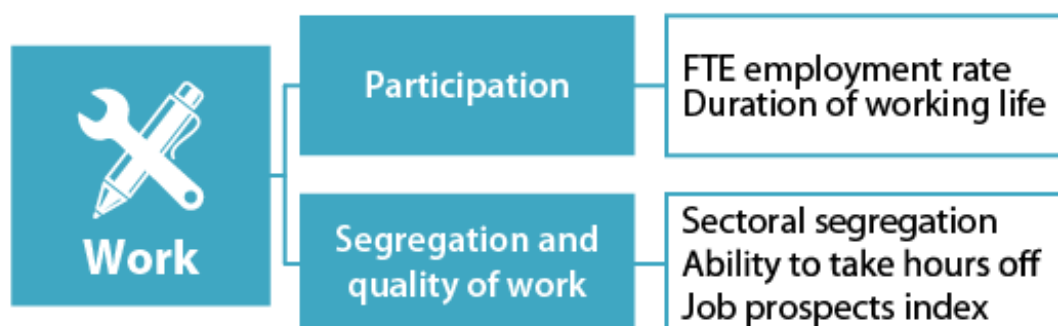 Work
Participation
FTE employment rate
Duration of working life
Segregation and
quality of work
Sectoral segregation
Ability to take hours off
Job prospects index